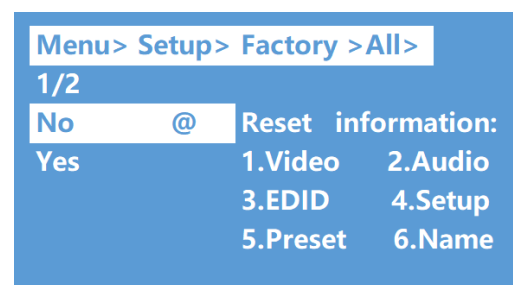 Menu> Setup> Factory >All>
1/2
No @ Reset information:
Yes 1.Video 2.Audio
3.EDID 4.Setup
5.Preset 6.Name